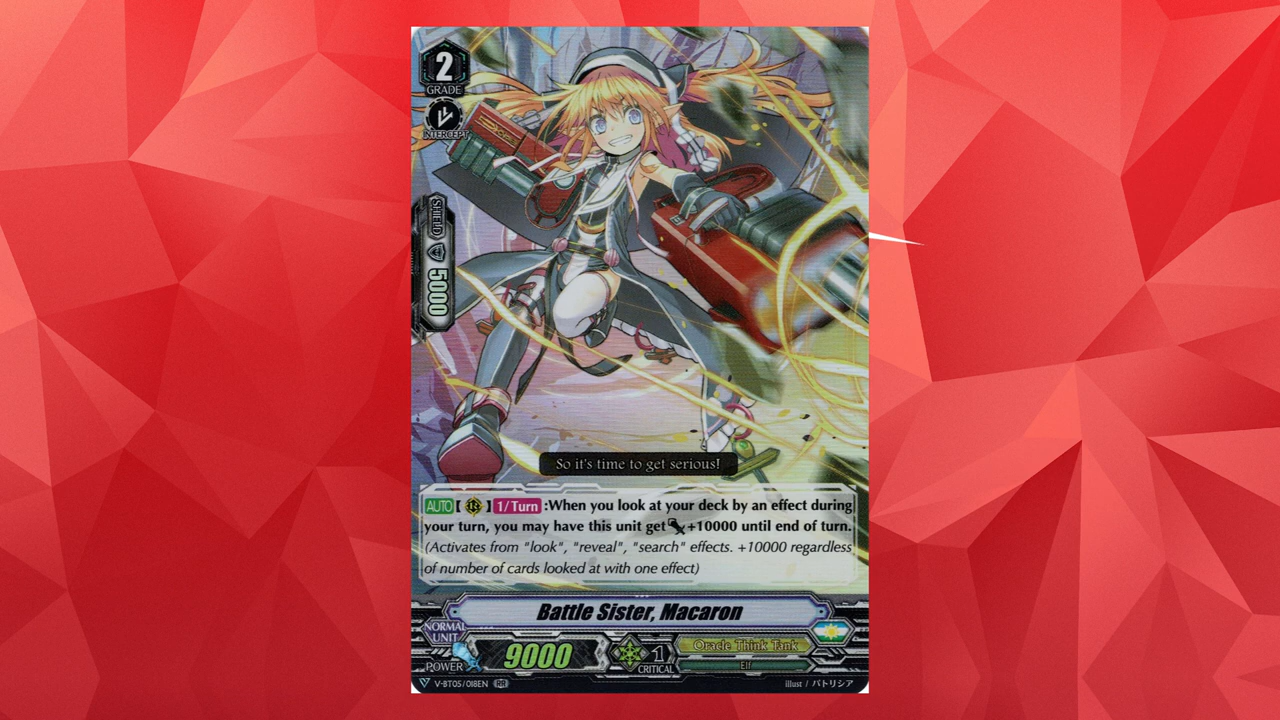 2
GRADE
INTERCEPT
SHIELD
5000
So it's time to get serious!
AUTO【 】1/Turn :When you look at your deck by an effect during
your turn, you may have this unit get +10000 until end of turn.
(Activates from "look", "reveal", "search" effects. +10000 regardless
of number of cards looked at with one effect)
Battle Sister, Macaron
NORMAL
UNIT
POWER 9000
1
CRITICAL
Oracle Think Tank
Elf
V-BT05/018EN RR
illust / パトリシア